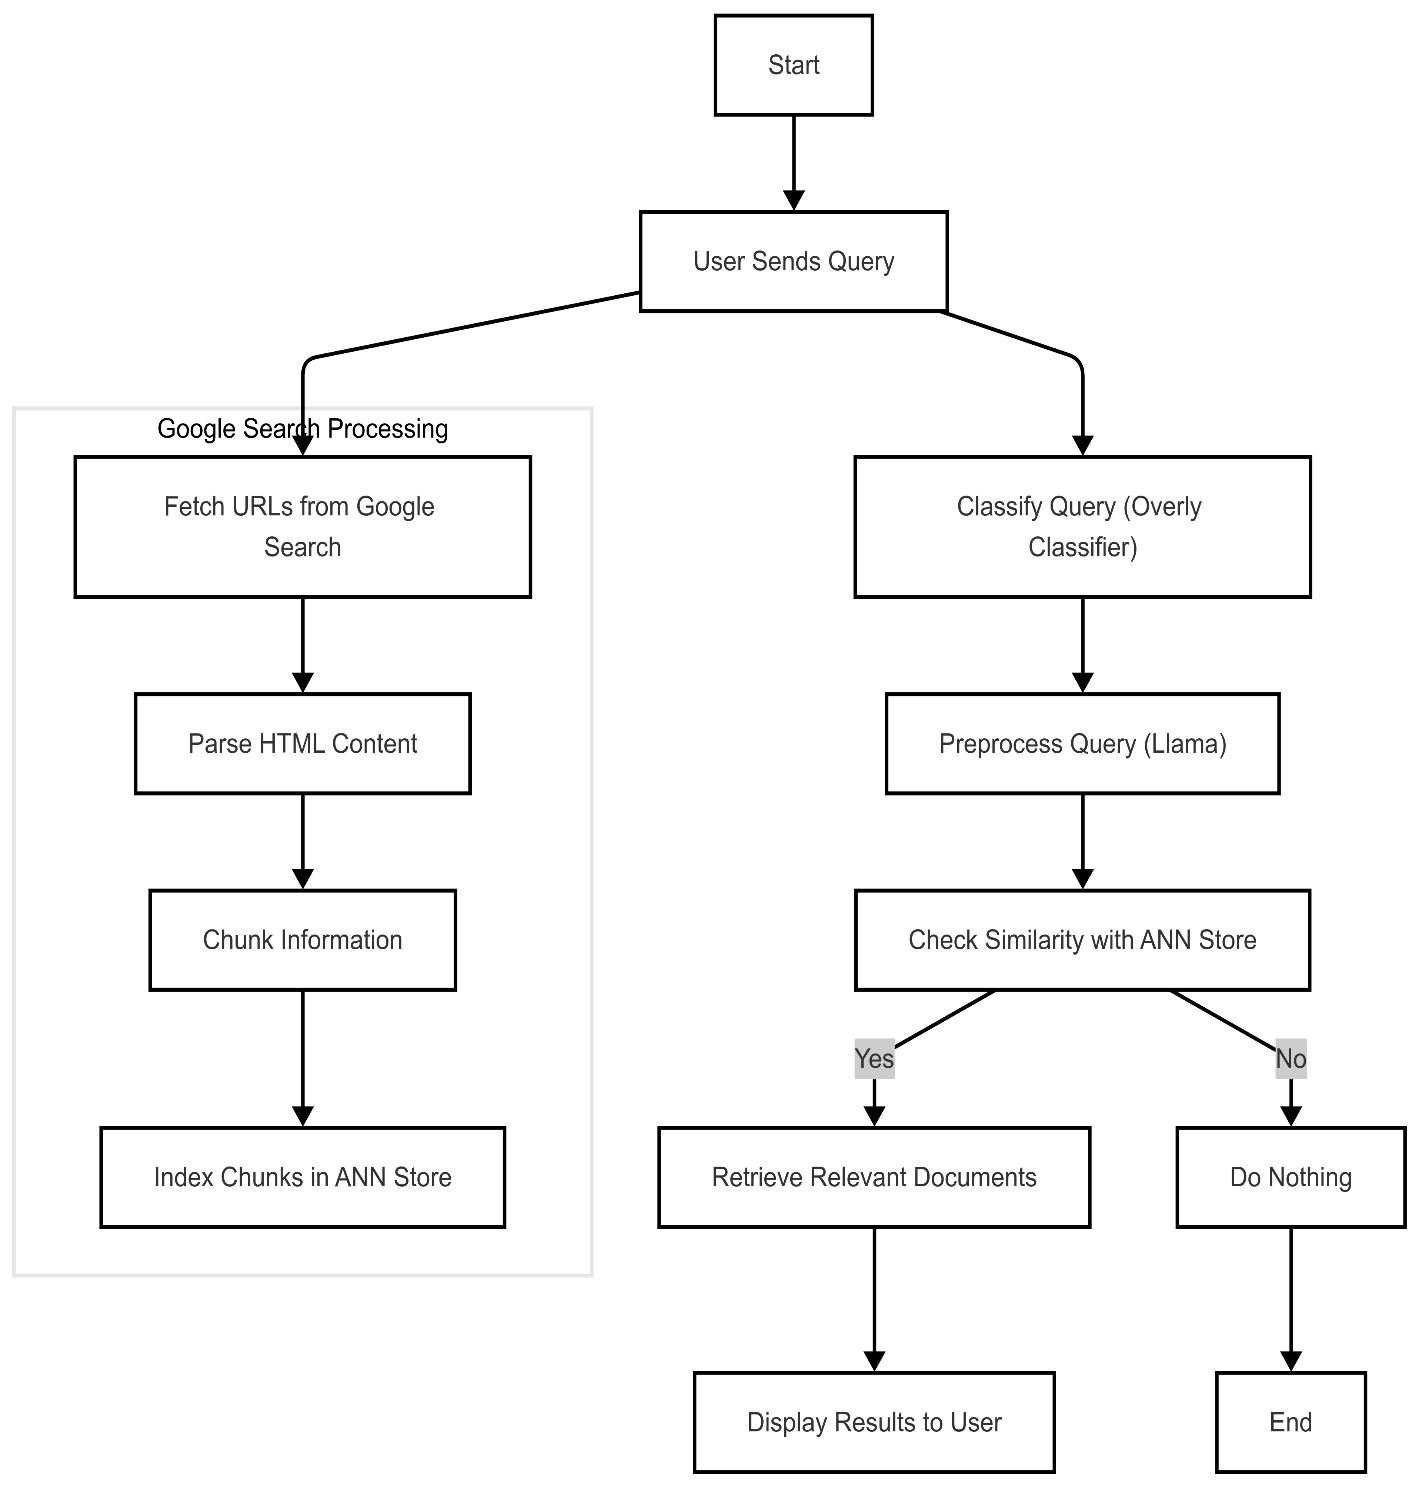 Start
User Sends Query
Google Search Processing
Fetch URLs from Google
Search
Classify Query (Overly
Classifier)
Parse HTML Content
Preprocess Query (Llama)
Chunk Information
Check Similarity with ANN Store
Yes
No
Index Chunks in ANN Store
Retrieve Relevant Documents
Do Nothing
Display Results to User
End